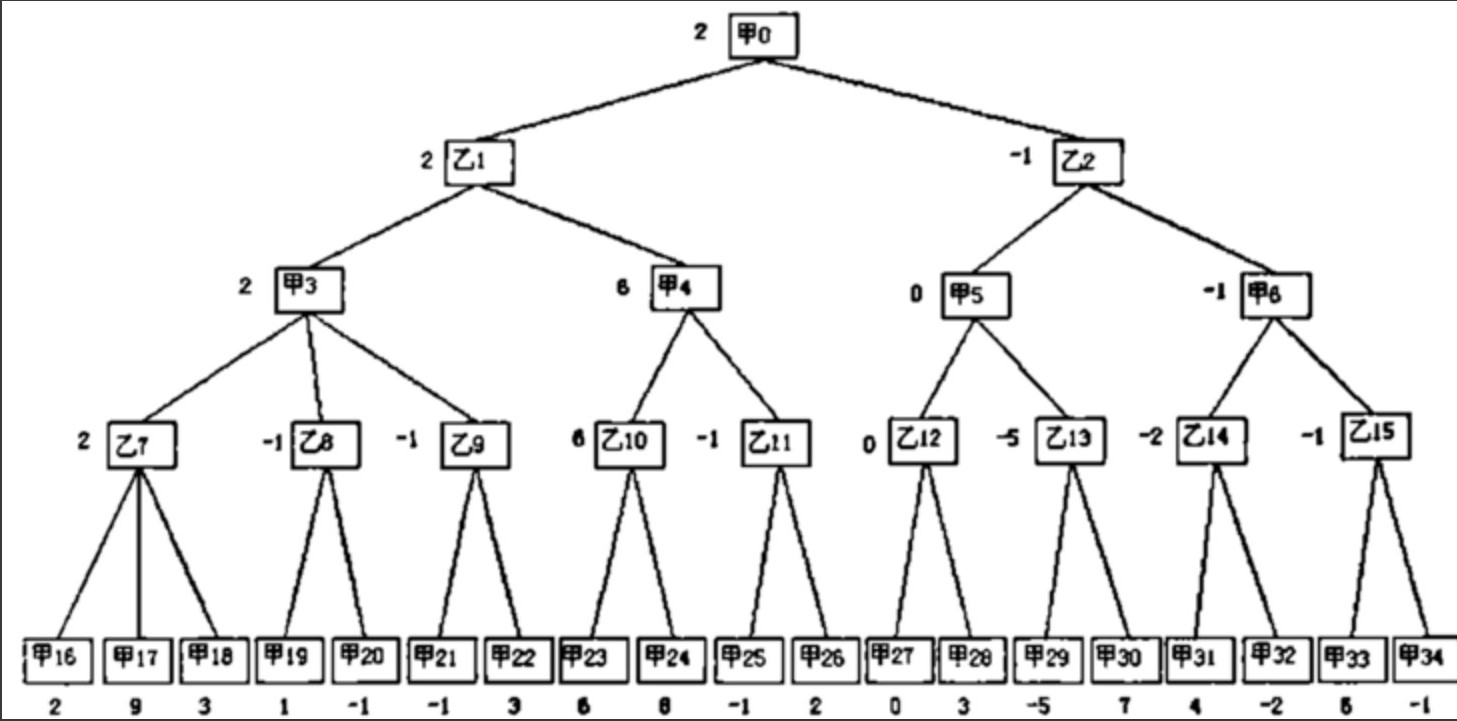 2 甲0
2 乙1 -1 乙2
2 甲3 6 甲4 0 甲5 -1 甲6
2 乙7 -1 乙8 -1 乙9 6 乙10 -1 乙11 0 乙12 -5 乙13 -2 乙14 -1 乙15
甲16 甲17 甲18 甲19 甲20 甲21 甲22 甲23 甲24 甲25 甲26 甲27 甲28 甲29 甲30 甲31 甲32 甲33 甲34
2 9 3 1 -1 -1 3 6 -1 2 0 3 -5 7 4 -2 -1